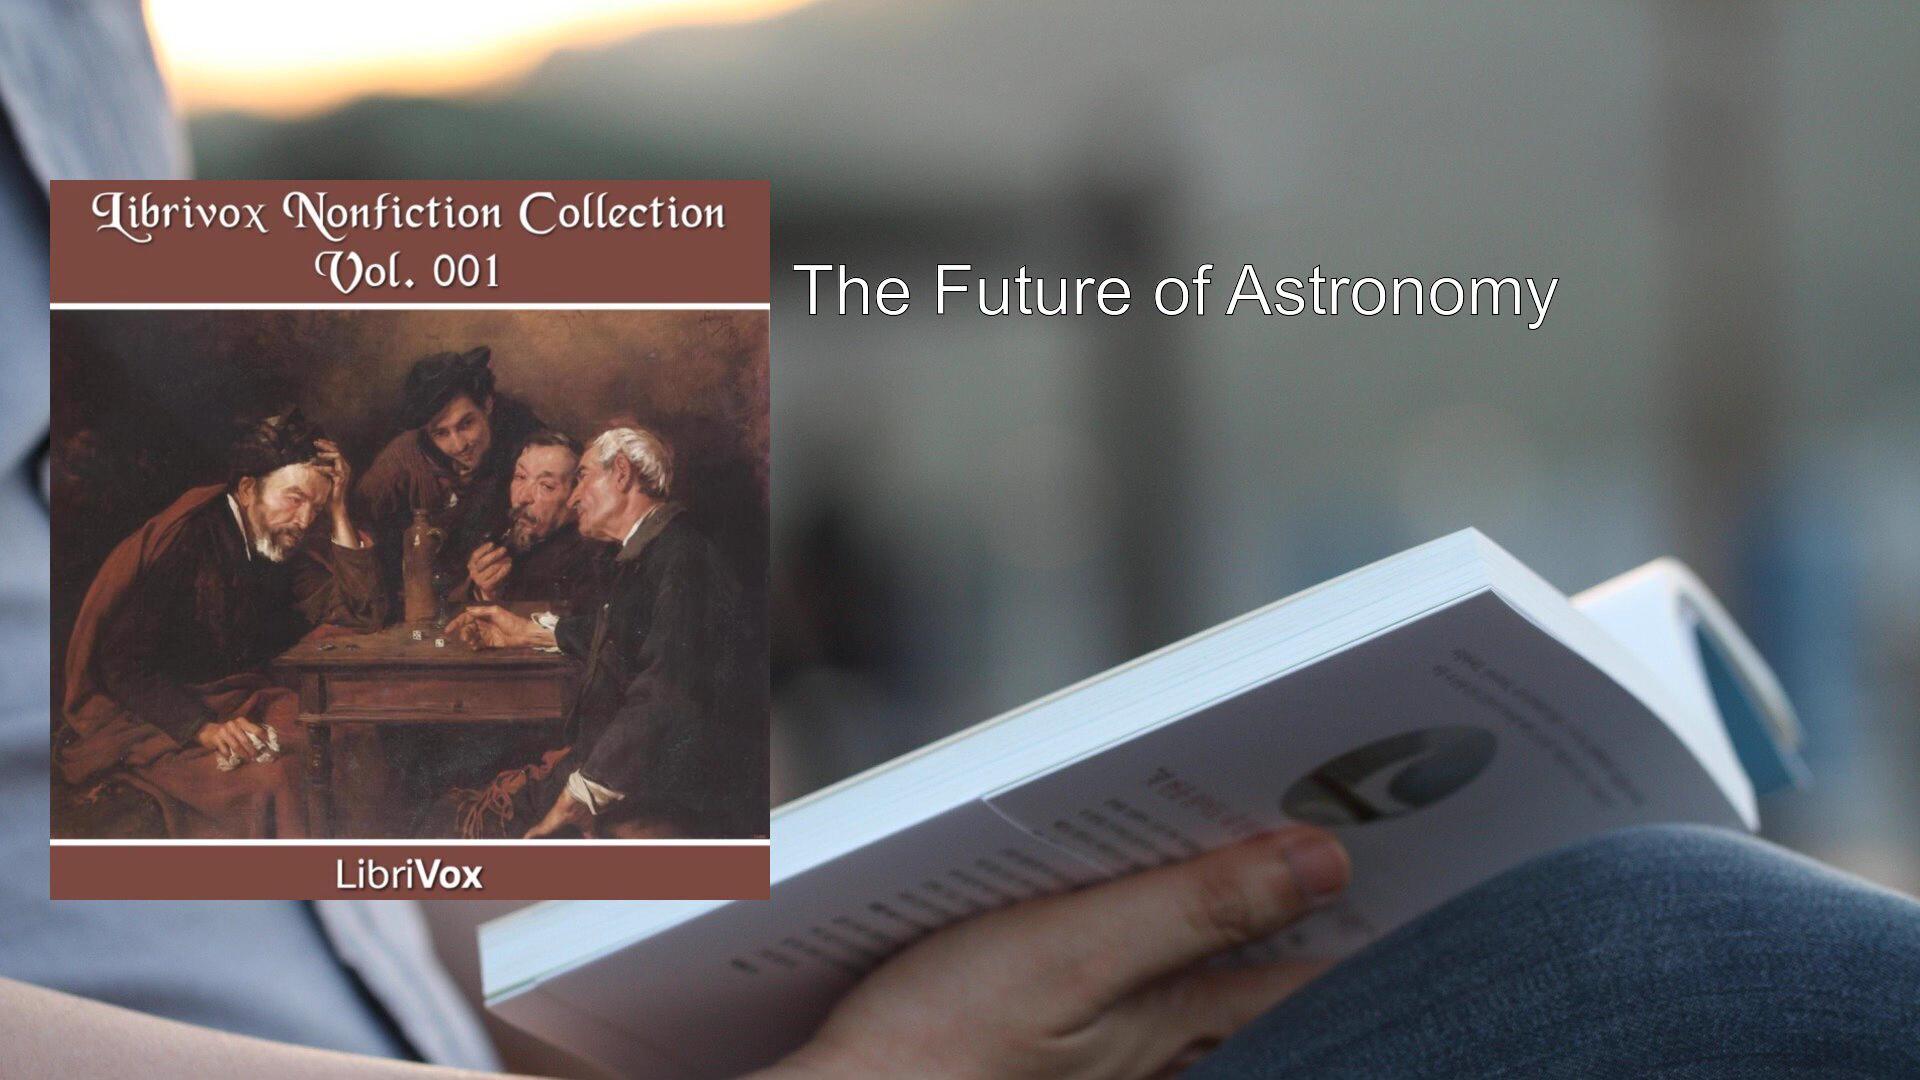 Librivox Nonfiction Collection
Vol. 001
LibriVox
The Future of Astronomy